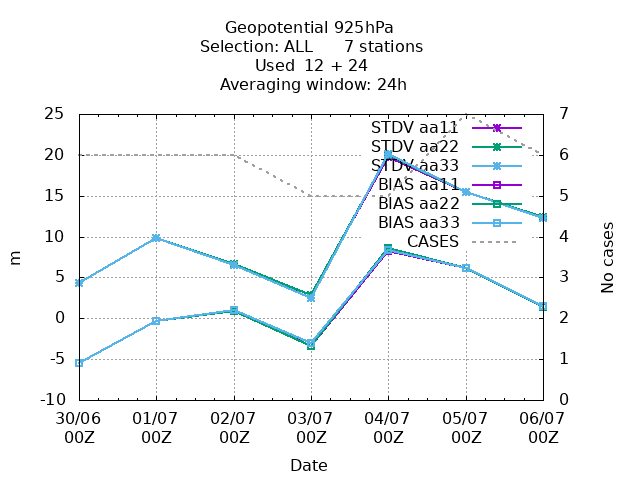 Geopotential 925hPa
Selection: ALL      7 stations
Used  12 + 24
Averaging window: 24h
25
20
15
10
5
0
-5
-10
m
7
6
5
4
3
2
1
0
No cases
STDV aa11
STDV aa22
STDV aa33
BIAS aa11
BIAS aa22
BIAS aa33
CASES
30/06 01/07 02/07 03/07 04/07 05/07 06/07
00Z 00Z 00Z 00Z 00Z 00Z 00Z
Date